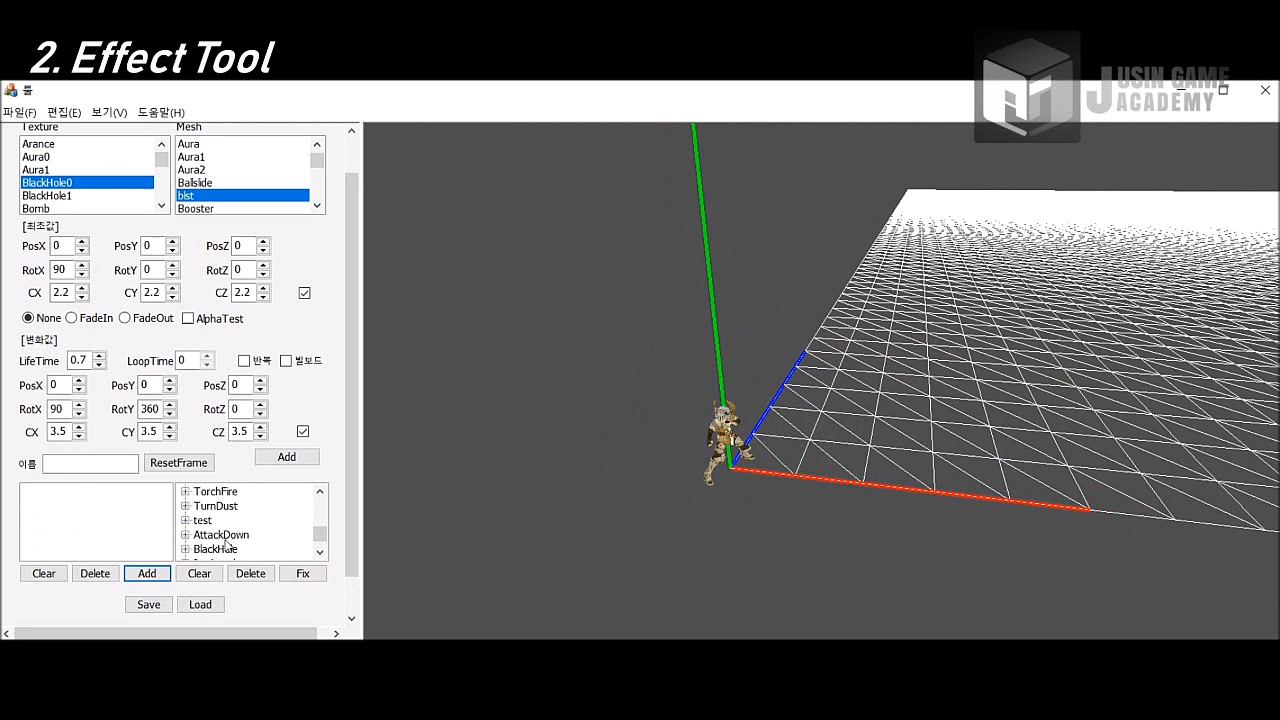 2. Effect Tool
JUSIN GAME ACADEMY
툴
파일(F) 편집(E) 보기(V) 도움말(H)
Texture Mesh
Arance Aura
Aura0 Aura1
Aura1 Aura2
BlackHole0 Ballslide
BlackHole1 blst
Bomb Booster
[최초값]
PosX 0 PosY 0 PosZ 0
RotX 90 RotY 0 RotZ 0
CX 2.2 CY 2.2 CZ 2.2
None FadeIn FadeOut AlphaTest
[변화값]
LifeTime 0.7 LoopTime 0 반복 빌보드
PosX 0 PosY 0 PosZ 0
RotX 90 RotY 360 RotZ 0
CX 3.5 CY 3.5 CZ 3.5
이름 ResetFrame Add
TorchFire
TurnDust
test
AttackDown
BlackHole
Clear Delete Add Clear Delete Fix
Save Load